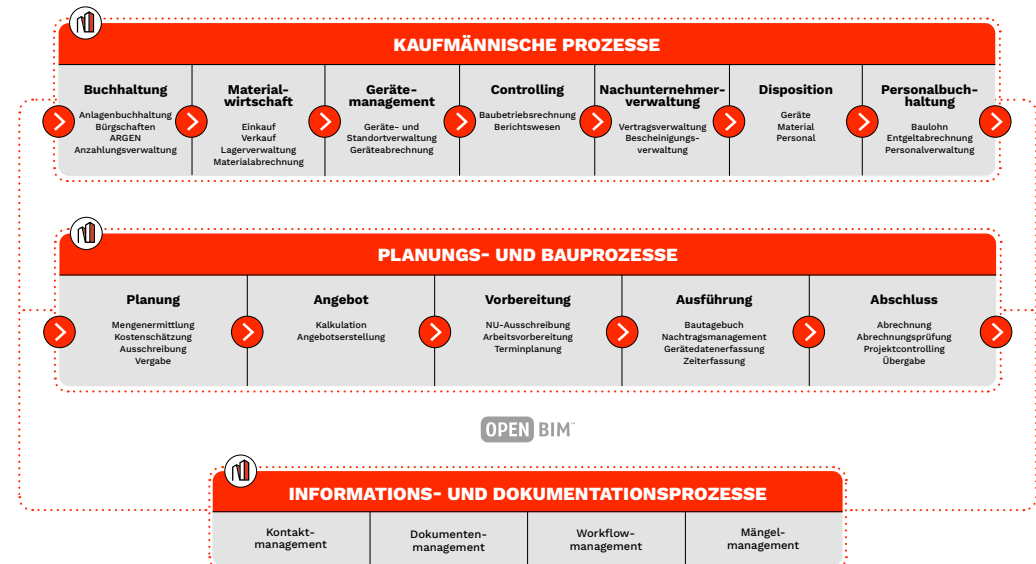 KAUFMÄNNISCHE PROZESSE
Buchhaltung
Anlagenbuchhaltung
Bürgschaften
ARGEN
Anzahlungsverwaltung
Material-
wirtschaft
Einkauf
Verkauf
Lagerverwaltung
Materialabrechnung
Geräte-
management
Geräte- und
Standortverwaltung
Geräteabrechnung
Controlling
Baubetriebsrechnung
Berichtswesen
Nachunternehmer-
verwaltung
Vertragsverwaltung
Bescheinigungs-
verwaltung
Disposition
Geräte
Material
Personal
Personalbuch-
haltung
Baulohn
Entgeltabrechnung
Personalverwaltung
PLANUNGS- UND BAUPROZESSE
Planung
Mengenermittlung
Kostenschätzung
Ausschreibung
Vergabe
Angebot
Kalkulation
Angebotserstellung
Vorbereitung
NU-Ausschreibung
Arbeitsvorbereitung
Terminplanung
Ausführung
Bautagebuch
Nachtragsmanagement
Gerätedatenerfassung
Zeiterfassung
Abschluss
Abrechnung
Abrechnungsprüfung
Projektcontrolling
Übergabe
OPEN BIM™
INFORMATIONS- UND DOKUMENTATIONSPROZESSE
Kontakt-
management
Dokumenten-
management
Workflow-
management
Mängel-
management